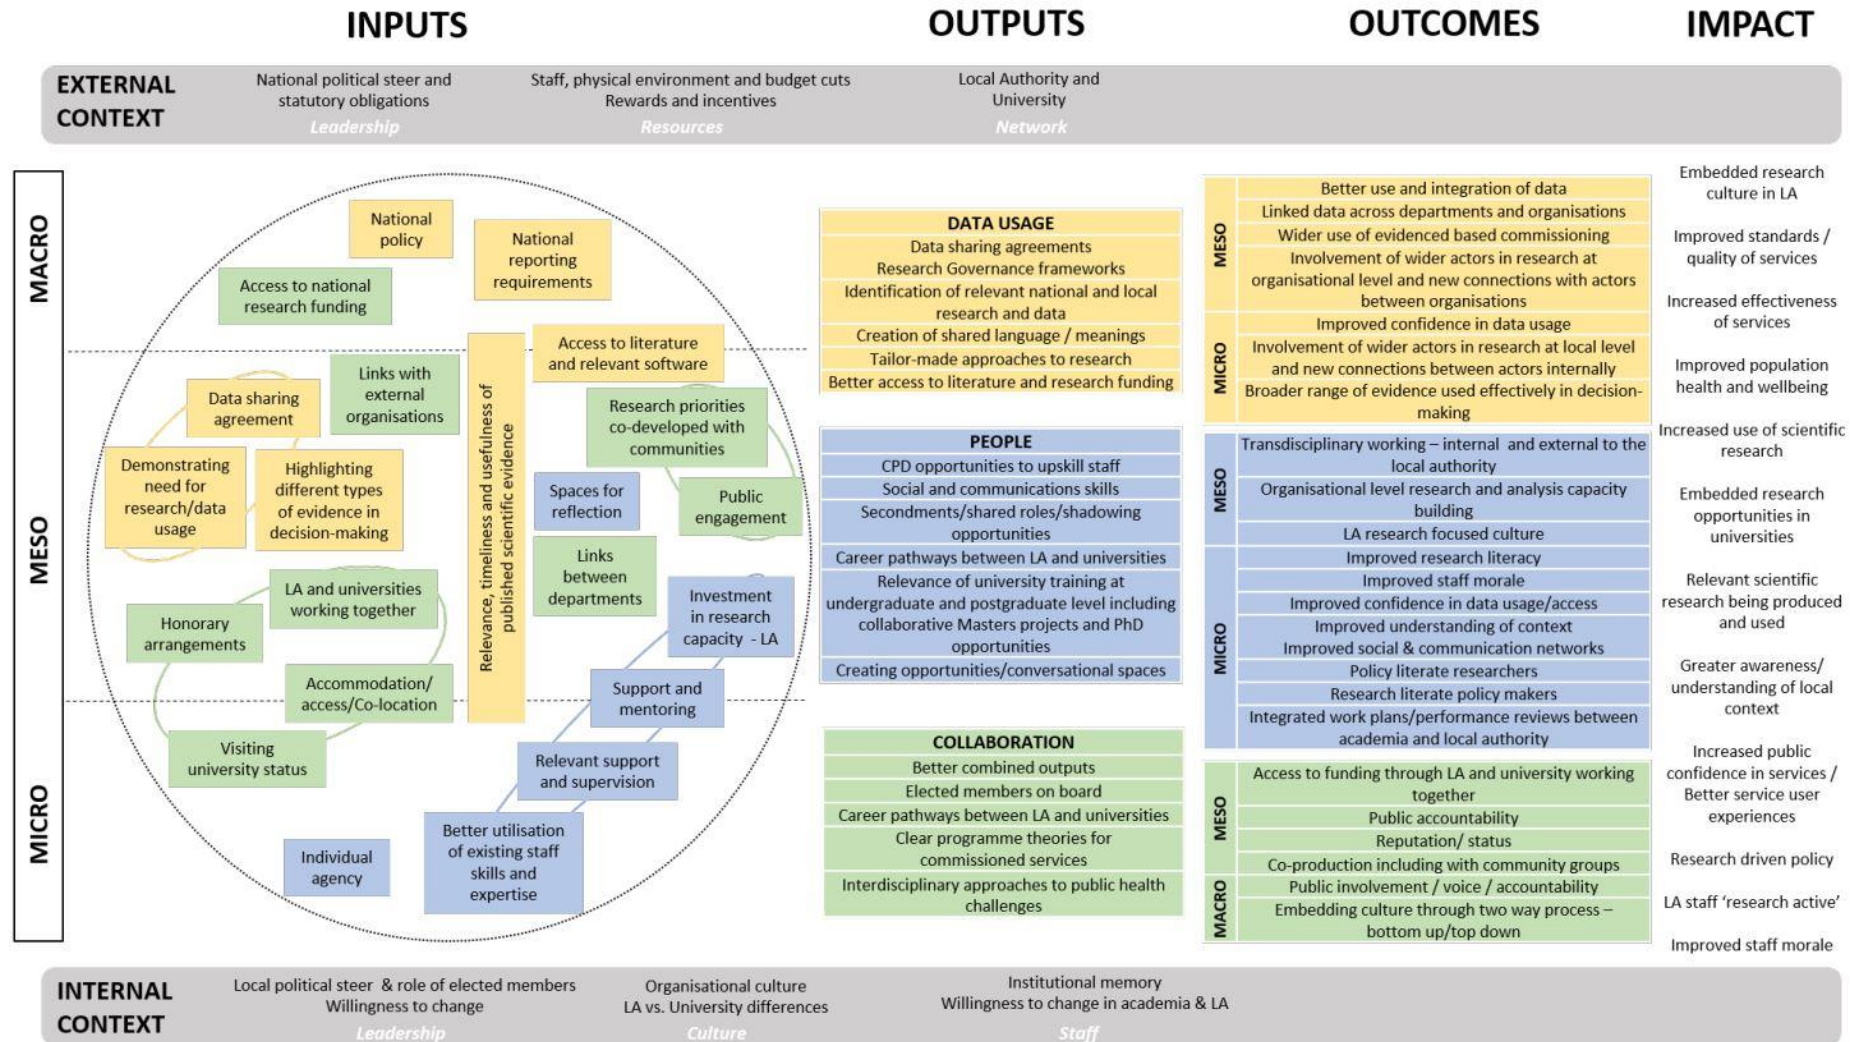 INPUTS
OUTPUTS
OUTCOMES
IMPACT
EXTERNAL
CONTEXT
National political steer and
statutory obligations
Leadership
Staff, physical environment and budget cuts
Rewards and incentives
Resources
Local Authority and
University
Network
MACRO
MESO
MICRO
National
policy
National
reporting
requirements
Access to national
research funding
Access to literature
and relevant software
Links with
external
organisations
Data sharing
agreement
Research priorities
co-developed with
communities
Demonstrating
need for
research/data
usage
Highlighting
different types
of evidence in
decision-making
Relevance, timeliness and usefulness of
published scientific evidence
Spaces for
reflection
Public
engagement
Links
between
departments
LA and universities
working together
Honorary
arrangements
Investment
in research
capacity - LA
Accommodation/
access/Co-location
Support and
mentoring
Visiting
university status
Relevant support
and supervision
Individual
agency
Better utilisation
of existing staff
skills and
expertise
DATA USAGE
Data sharing agreements
Research Governance frameworks
Identification of relevant national and local
research and data
Creation of shared language / meanings
Tailor-made approaches to research
Better access to literature and research funding
PEOPLE
CPD opportunities to upskill staff
Social and communications skills
Secondments/shared roles/shadowing
opportunities
Career pathways between LA and universities
Relevance of university training at
undergraduate and postgraduate level including
collaborative Masters projects and PhD
opportunities
Creating opportunities/conversational spaces
COLLABORATION
Better combined outputs
Elected members on board
Career pathways between LA and universities
Clear programme theories for
commissioned services
Interdisciplinary approaches to public health
challenges
MESO
Better use and integration of data
Linked data across departments and organisations
Wider use of evidenced based commissioning
Involvement of wider actors in research at
organisational level and new connections with actors
between organisations
MICRO
Improved confidence in data usage
Involvement of wider actors in research at local level
and new connections between actors internally
Broader range of evidence used effectively in decision-
making
MESO
Transdisciplinary working – internal and external to the
local authority
Organisational level research and analysis capacity
building
LA research focused culture
MICRO
Improved research literacy
Improved staff morale
Improved confidence in data usage/access
Improved understanding of context
Improved social & communication networks
Policy literate researchers
Research literate policy makers
Integrated work plans/performance reviews between
academia and local authority
MESO
Access to funding through LA and university working
together
Public accountability
Reputation/ status
Co-production including with community groups
MACRO
Public involvement / voice / accountability
Embedding culture through two way process –
bottom up/top down
Embedded research
culture in LA
Improved standards /
quality of services
Increased effectiveness
of services
Improved population
health and wellbeing
Increased use of scientific
research
Embedded research
opportunities in
universities
Relevant scientific
research being produced
and used
Greater awareness/
understanding of local
context
Increased public
confidence in services /
Better service user
experiences
Research driven policy
LA staff ‘research active’
Improved staff morale
INTERNAL
CONTEXT
Local political steer & role of elected members
Willingness to change
Leadership
Organisational culture
LA vs. University differences
Culture
Institutional memory
Willingness to change in academia & LA
Staff